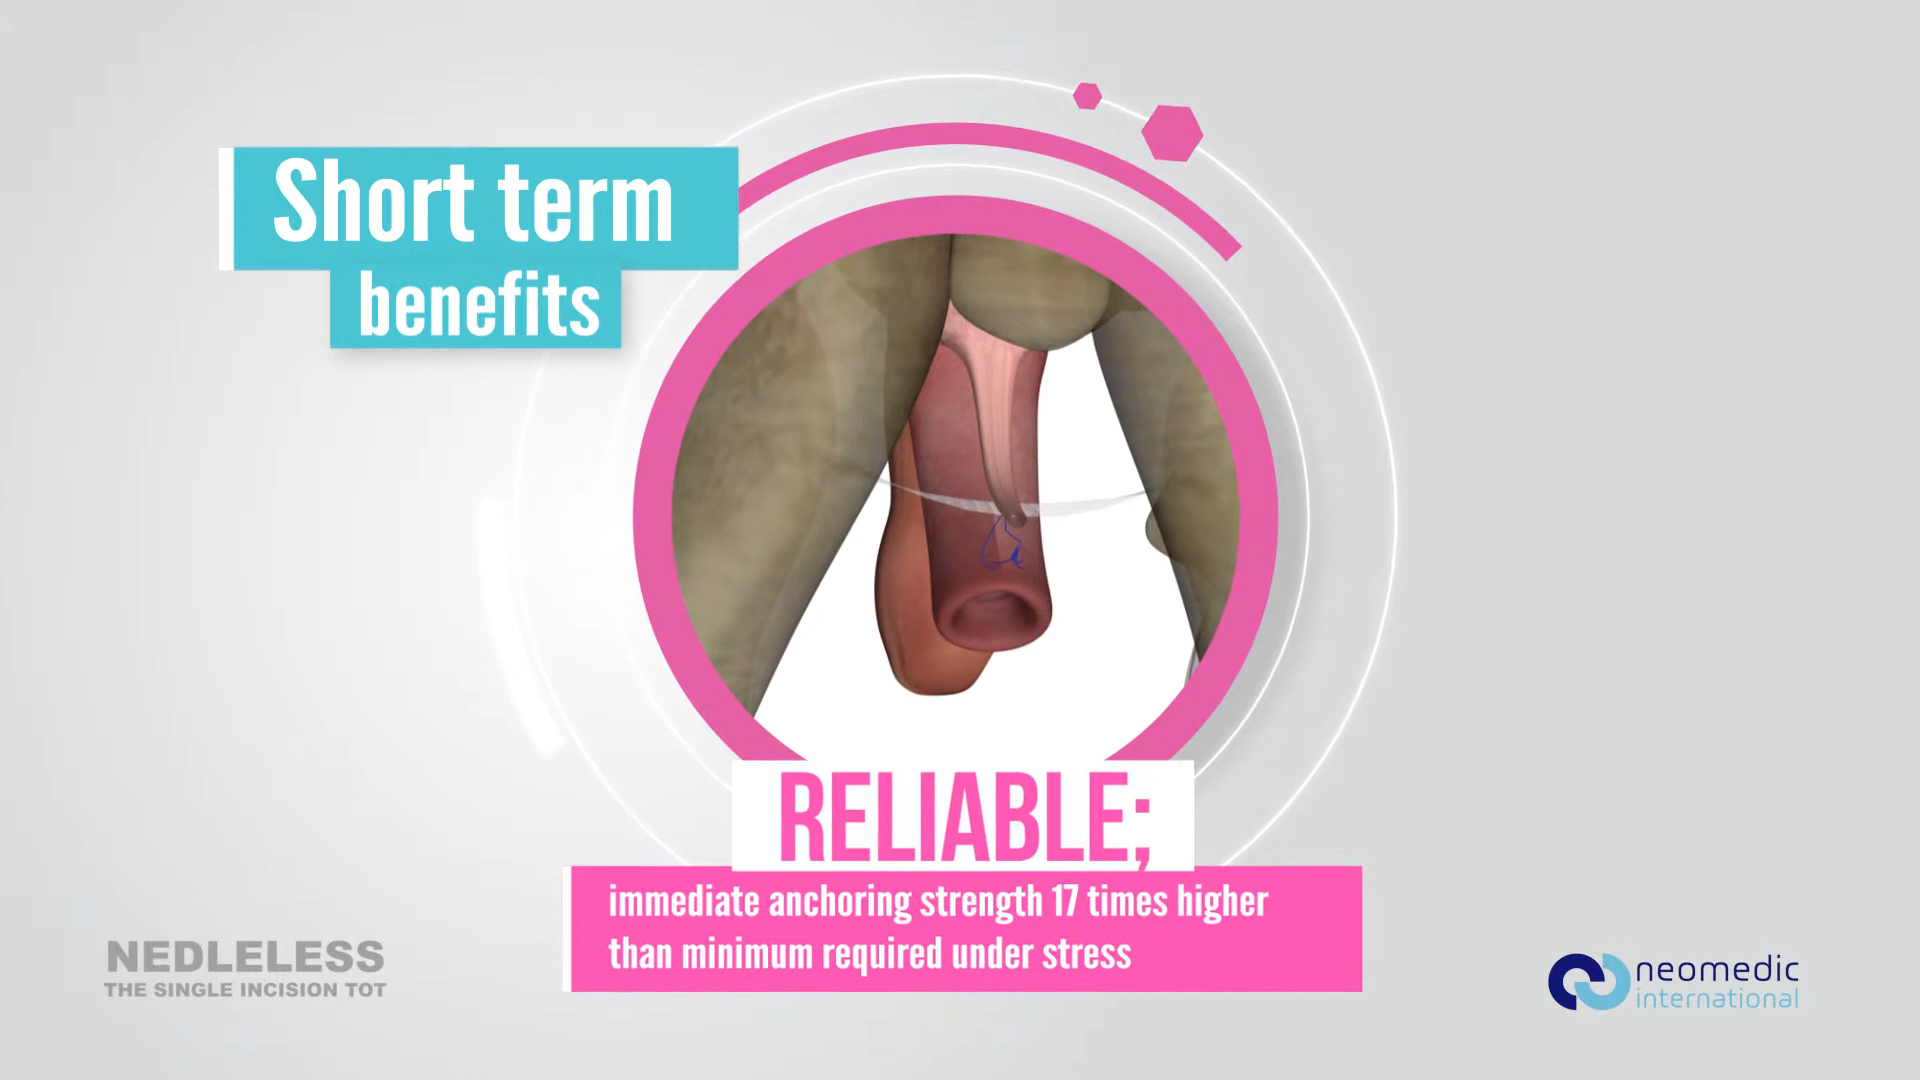 Short term
benefits
RELIABLE;
immediate anchoring strength 17 times higher
than minimum required under stress
NEDLELESS
THE SINGLE INCISION TOT
neomedic
international